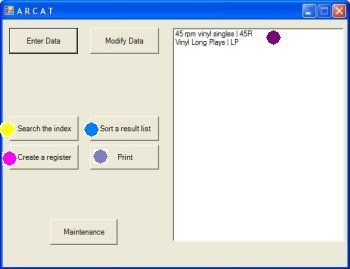 ARCAT
Enter Data
Modify Data
45 rpm vinyl singles | 45R
Vinyl Long Plays | LP
Search the index
Sort a result list
Create a register
Print
Maintenance